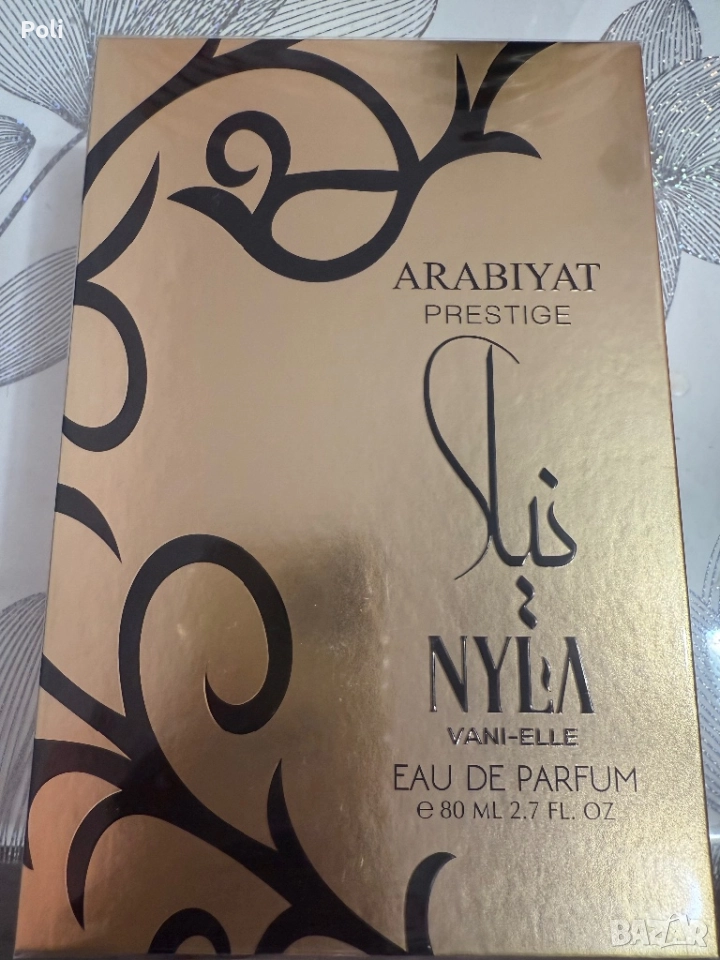 Poli
ARABIYAT
PRESTIGE
نيلا
NYLA
VANI-ELLE
EAU DE PARFUM
℮ 80 ML 2.7 FL. OZ
BAZAR